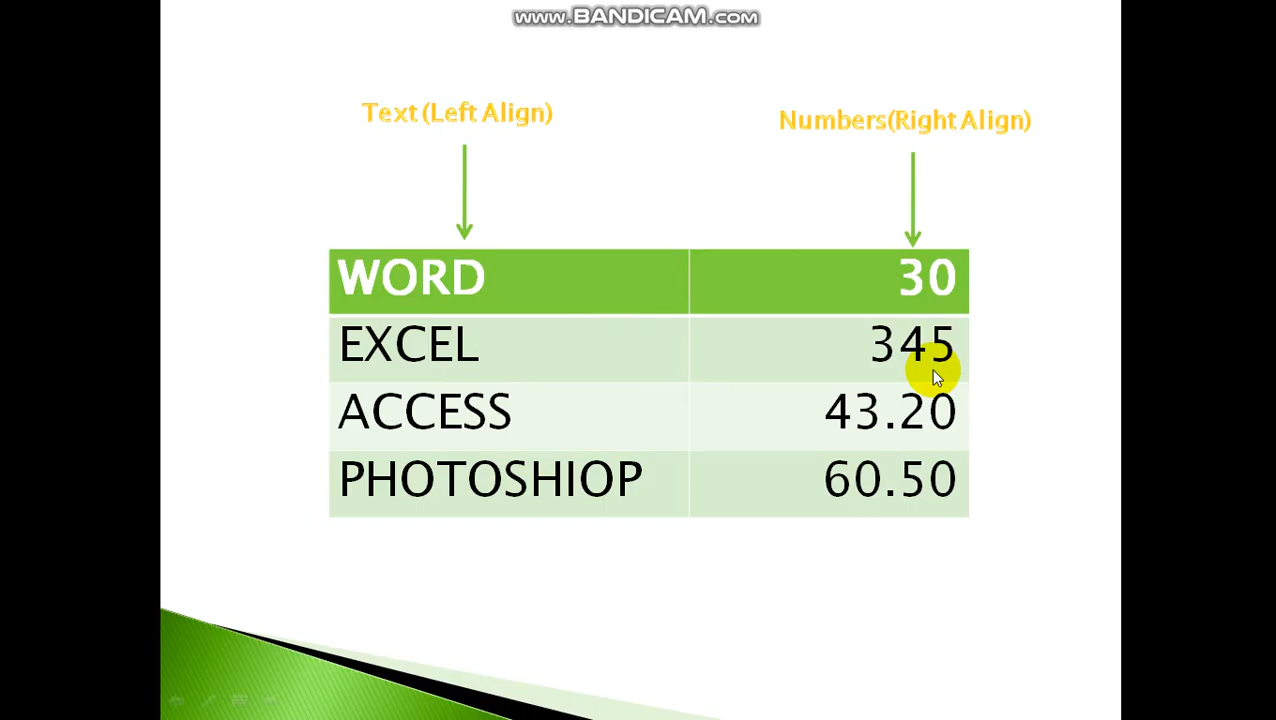 www.BANDICAM.com
Text (Left Align)
Numbers(Right Align)
WORD 30
EXCEL 345
ACCESS 43.20
PHOTOSHIOP 60.50